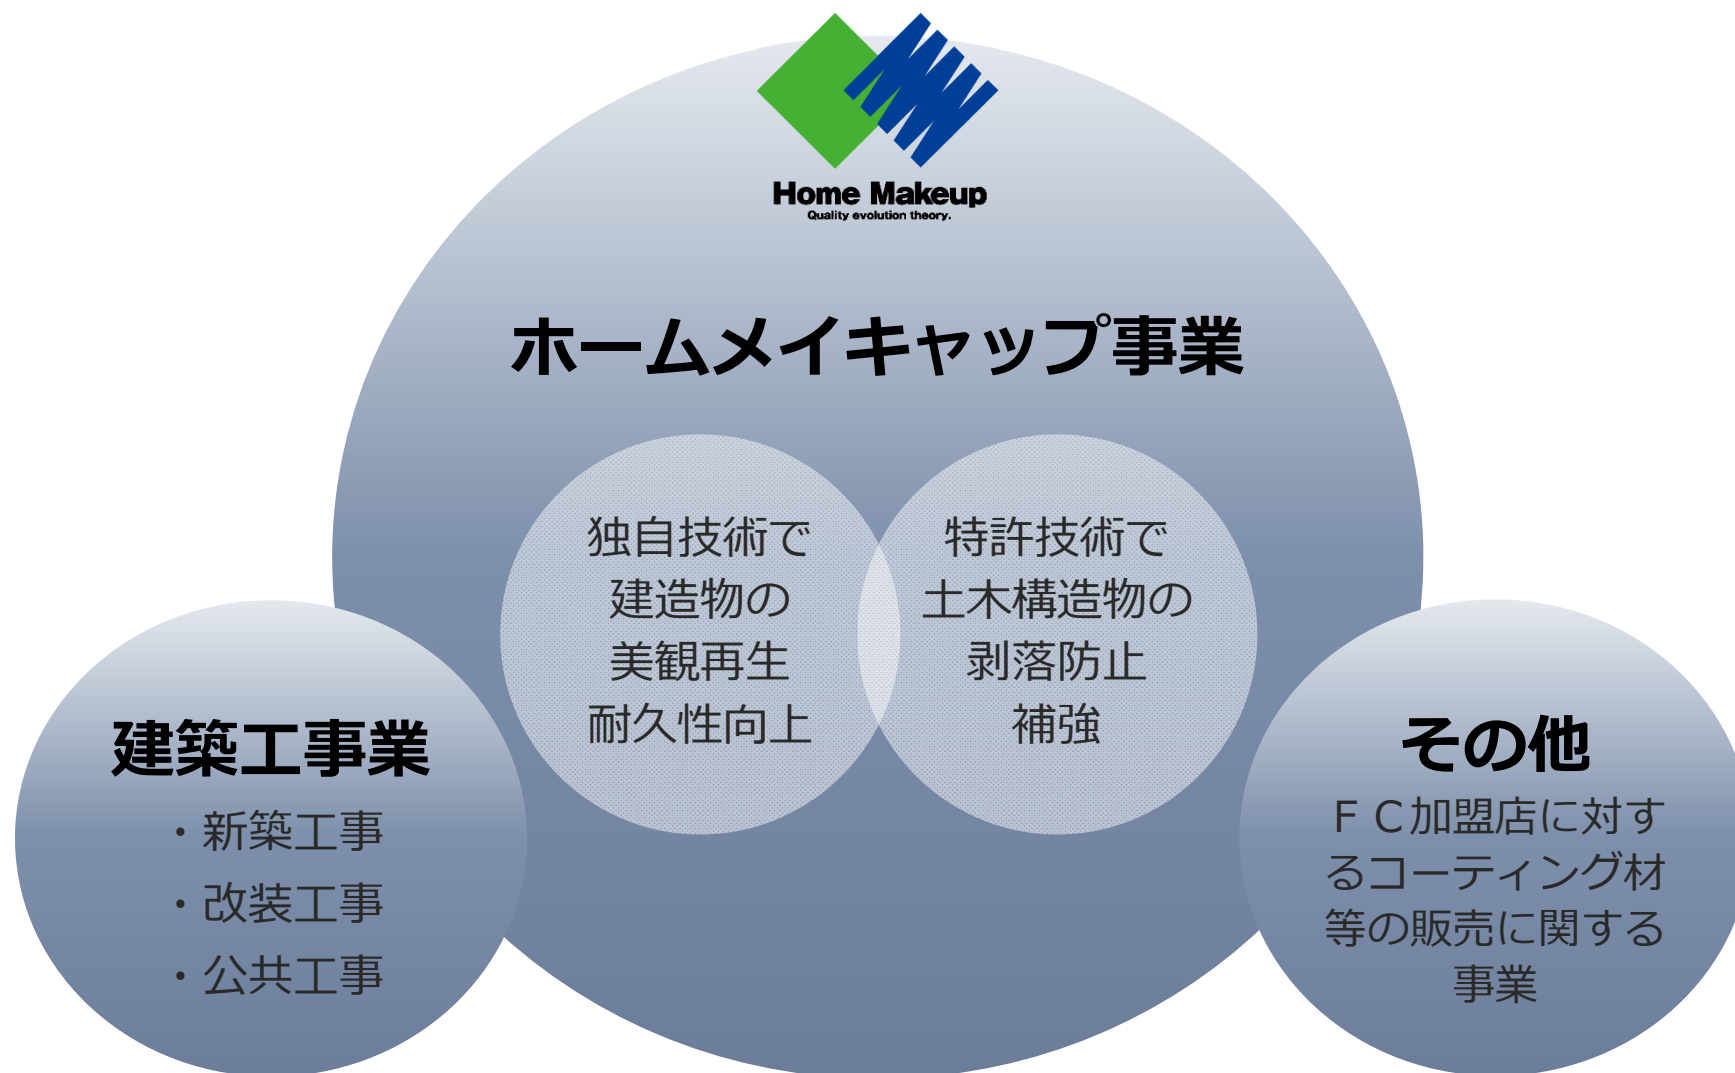 Home Makeup
Quality evolution theory.
ホームメイキャップ事業
独自技術で
建造物の
美観再生
耐久性向上
特許技術で
土木構造物の
剥落防止
補強
建築工事業
・新築工事
・改装工事
・公共工事
その他
ＦＣ加盟店に対す
るコーティング材
等の販売に関する
事業